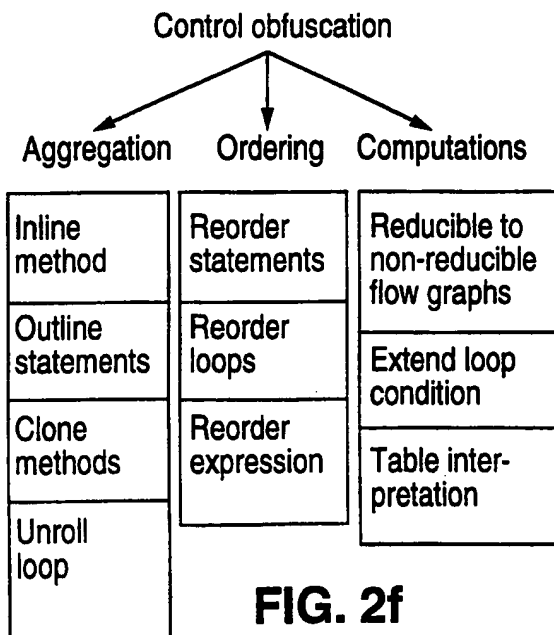 Control obfuscation
Aggregation
Ordering
Computations
Inline
method
Outline
statements
Clone
methods
Unroll
loop
Reorder
statements
Reorder
loops
Reorder
expression
Reducible to
non-reducible
flow graphs
Extend loop
condition
Table inter-
pretation
FIG. 2f